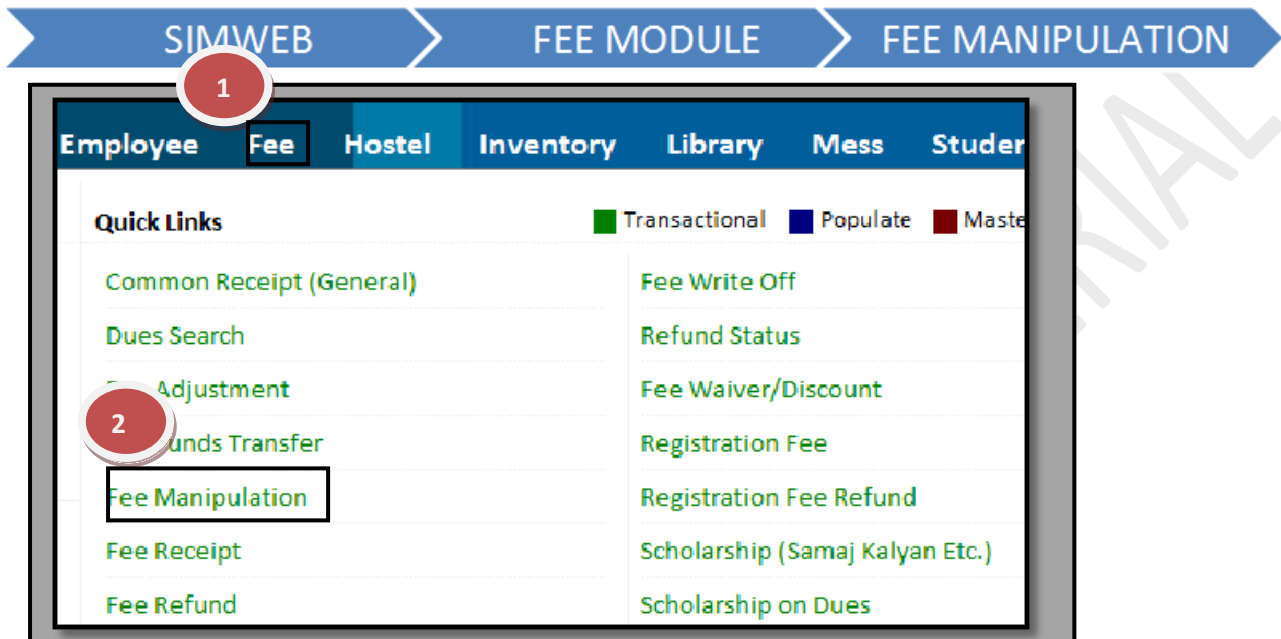 SIMWEB FEE MODULE FEE MANIPULATION
1
Employee Fee Hostel Inventory Library Mess Studen
Quick Links Transactional Populate Maste
Common Receipt (General) Fee Write Off
Dues Search Refund Status
Adjustment Fee Waiver/Discount
2
unds Transfer Registration Fee
Fee Manipulation Registration Fee Refund
Fee Receipt Scholarship (Samaj Kalyan Etc.)
Fee Refund Scholarship on Dues
RIAL